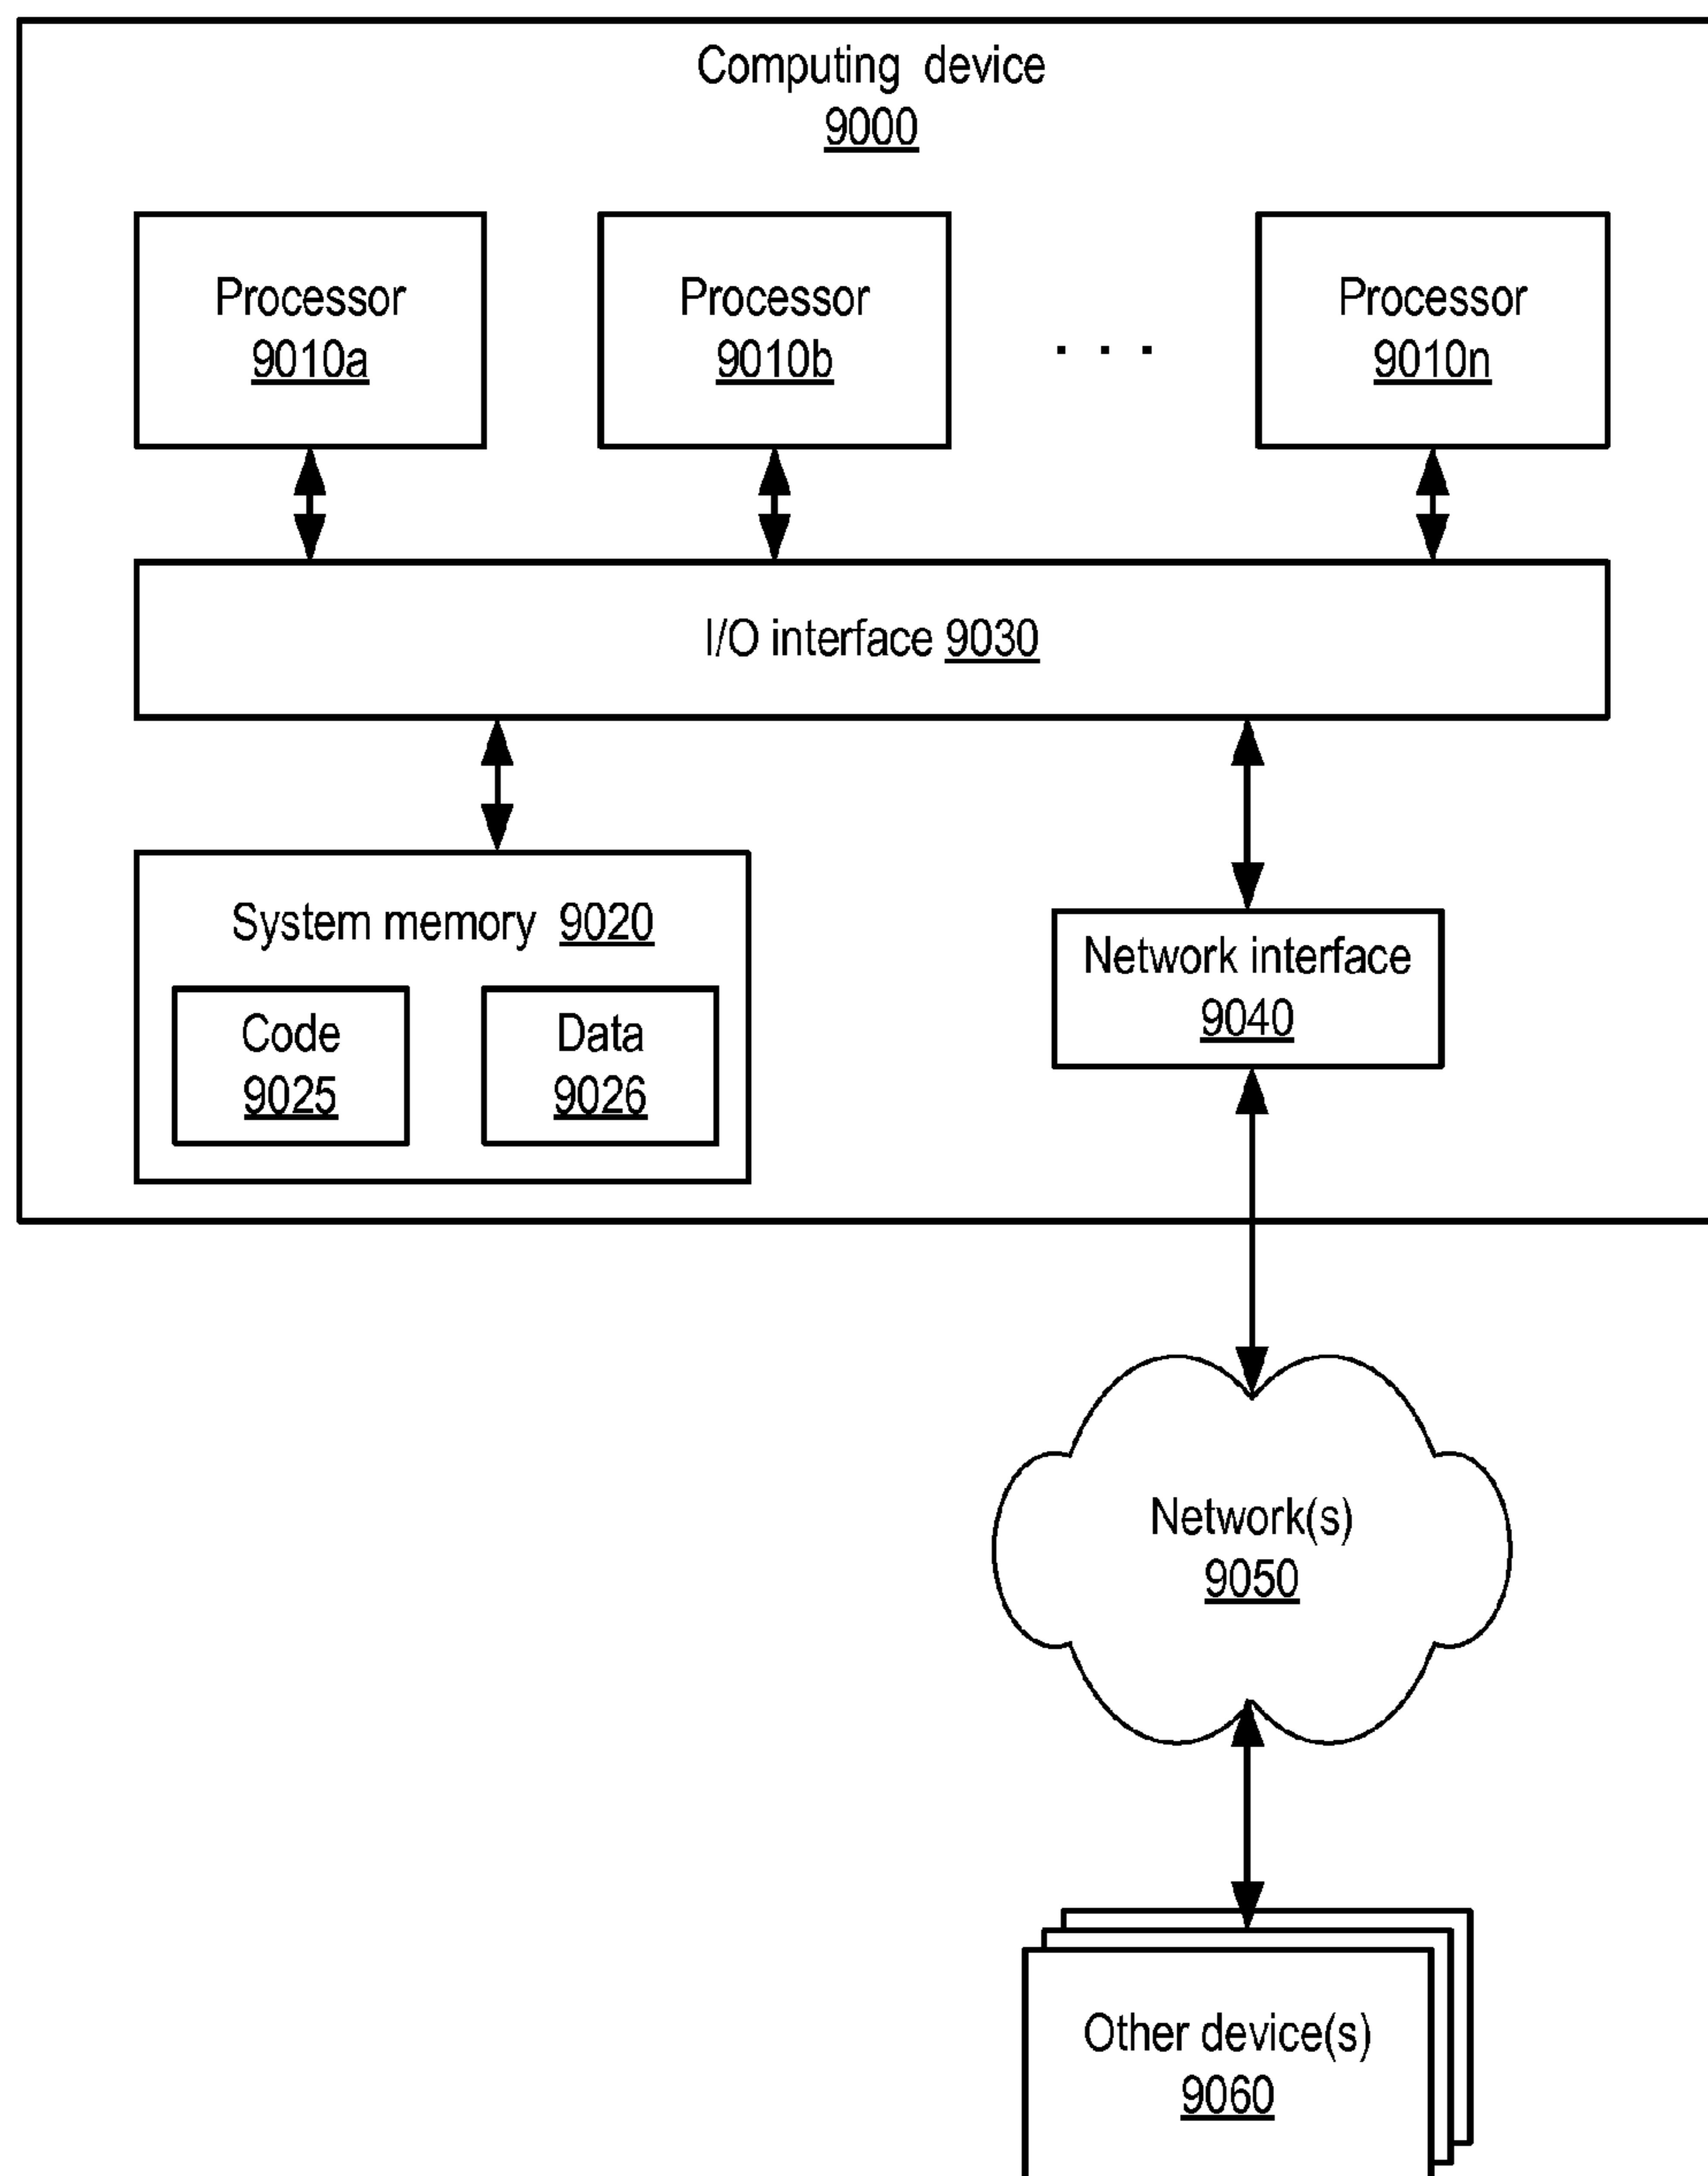 Computing device
9000
Processor
9010a
Processor
9010b
. . .
Processor
9010n
I/O interface 9030
System memory 9020
Code
9025
Data
9026
Network interface
9040
Network(s)
9050
Other device(s)
9060